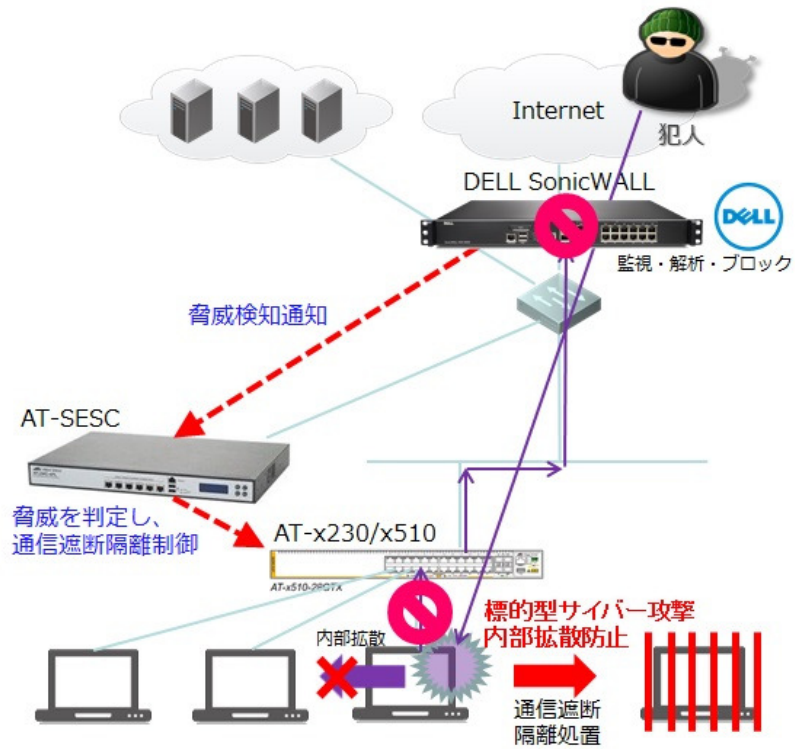 Internet
犯人
DELL SonicWALL
DELL
監視・解析・ブロック
脅威検知通知
AT-SESC
脅威を判定し、
通信遮断隔離制御
AT-x230/x510
AT-x510-28GTX
標的型サイバー攻撃
内部拡散防止
内部拡散
通信遮断
隔離処置